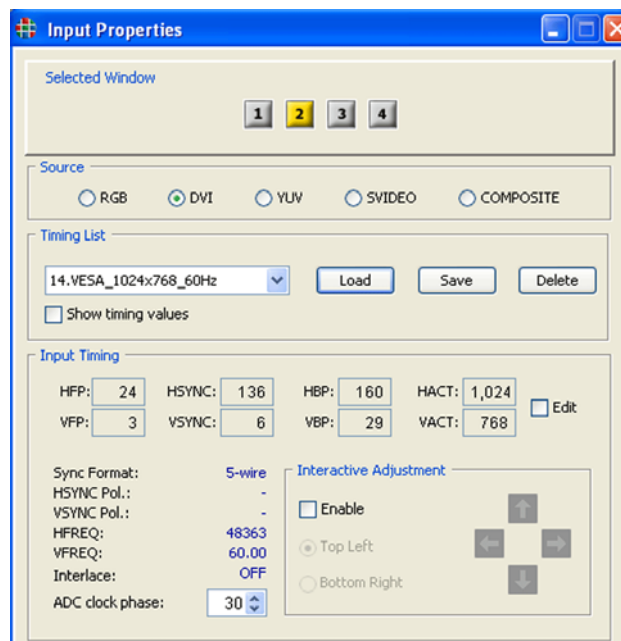 Input Properties
Selected Window
1 2 3 4
Source
RGB DVI YUV SVIDEO COMPOSITE
Timing List
14.VESA_1024x768_60Hz Load Save Delete
Show timing values
Input Timing
HFP: 24 HSYNC: 136 HBP: 160 HACT: 1,024
Edit
VFP: 3 VSYNC: 6 VBP: 29 VACT: 768
Sync Format: 5-wire
HSYNC Pol.: -
VSYNC Pol.: -
HFREQ: 48363
VFREQ: 60.00
Interlace: OFF
ADC clock phase: 30
Interactive Adjustment
Enable
Top Left
Bottom Right